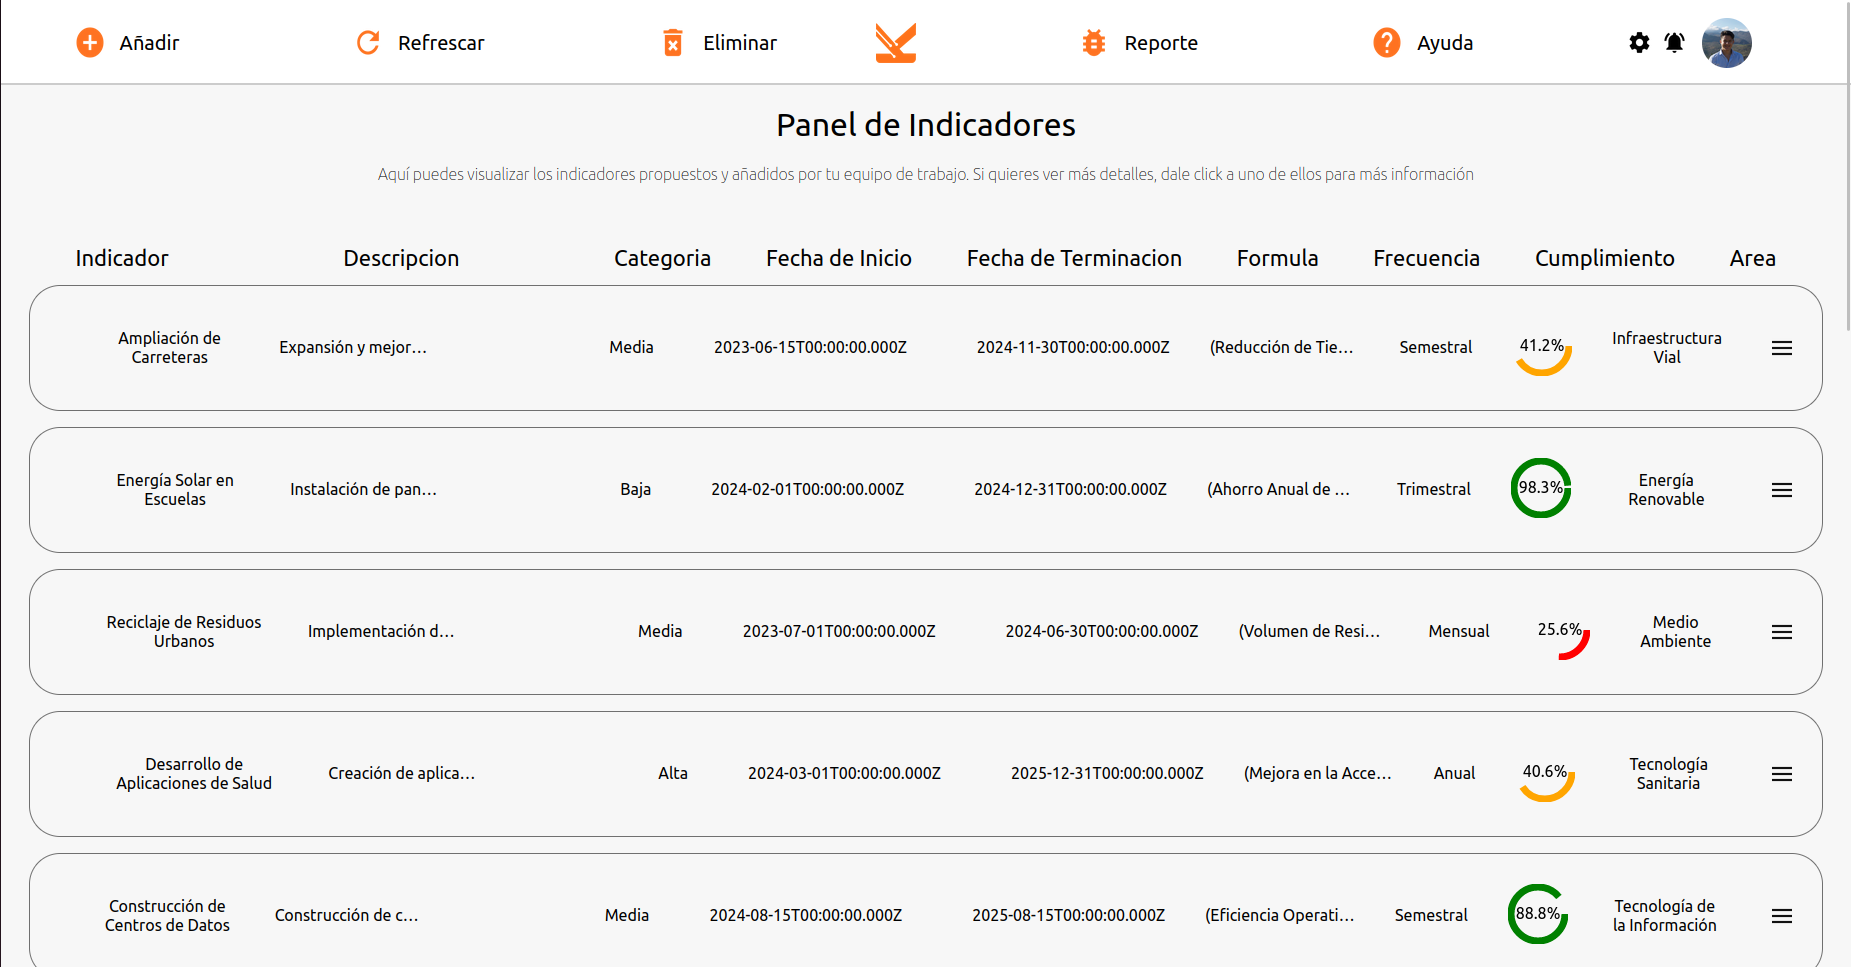 Añadir
Refrescar
Eliminar
Reporte
Ayuda
Panel de Indicadores
Aquí puedes visualizar los indicadores propuestos y añadidos por tu equipo de trabajo. Si quieres ver más detalles, dale click a uno de ellos para más información
Indicador Descripcion Categoria Fecha de Inicio Fecha de Terminacion Formula Frecuencia Cumplimiento Area
Ampliación de
Carreteras
Expansión y mejor...
Media
2023-06-15T00:00:00.000Z
2024-11-30T00:00:00.000Z
(Reducción de Tie...
Semestral
41.2%
Infraestructura
Vial
Energía Solar en
Escuelas
Instalación de pan...
Baja
2024-02-01T00:00:00.000Z
2024-12-31T00:00:00.000Z
(Ahorro Anual de ...
Trimestral
98.3%
Energía
Renovable
Reciclaje de Residuos
Urbanos
Implementación d...
Media
2023-07-01T00:00:00.000Z
2024-06-30T00:00:00.000Z
(Volumen de Resi...
Mensual
25.6%
Medio
Ambiente
Desarrollo de
Aplicaciones de Salud
Creación de aplica...
Alta
2024-03-01T00:00:00.000Z
2025-12-31T00:00:00.000Z
(Mejora en la Acce...
Anual
40.6%
Tecnología
Sanitaria
Construcción de
Centros de Datos
Construcción de c...
Media
2024-08-15T00:00:00.000Z
2025-08-15T00:00:00.000Z
(Eficiencia Operati...
Semestral
88.8%
Tecnología de
la Información